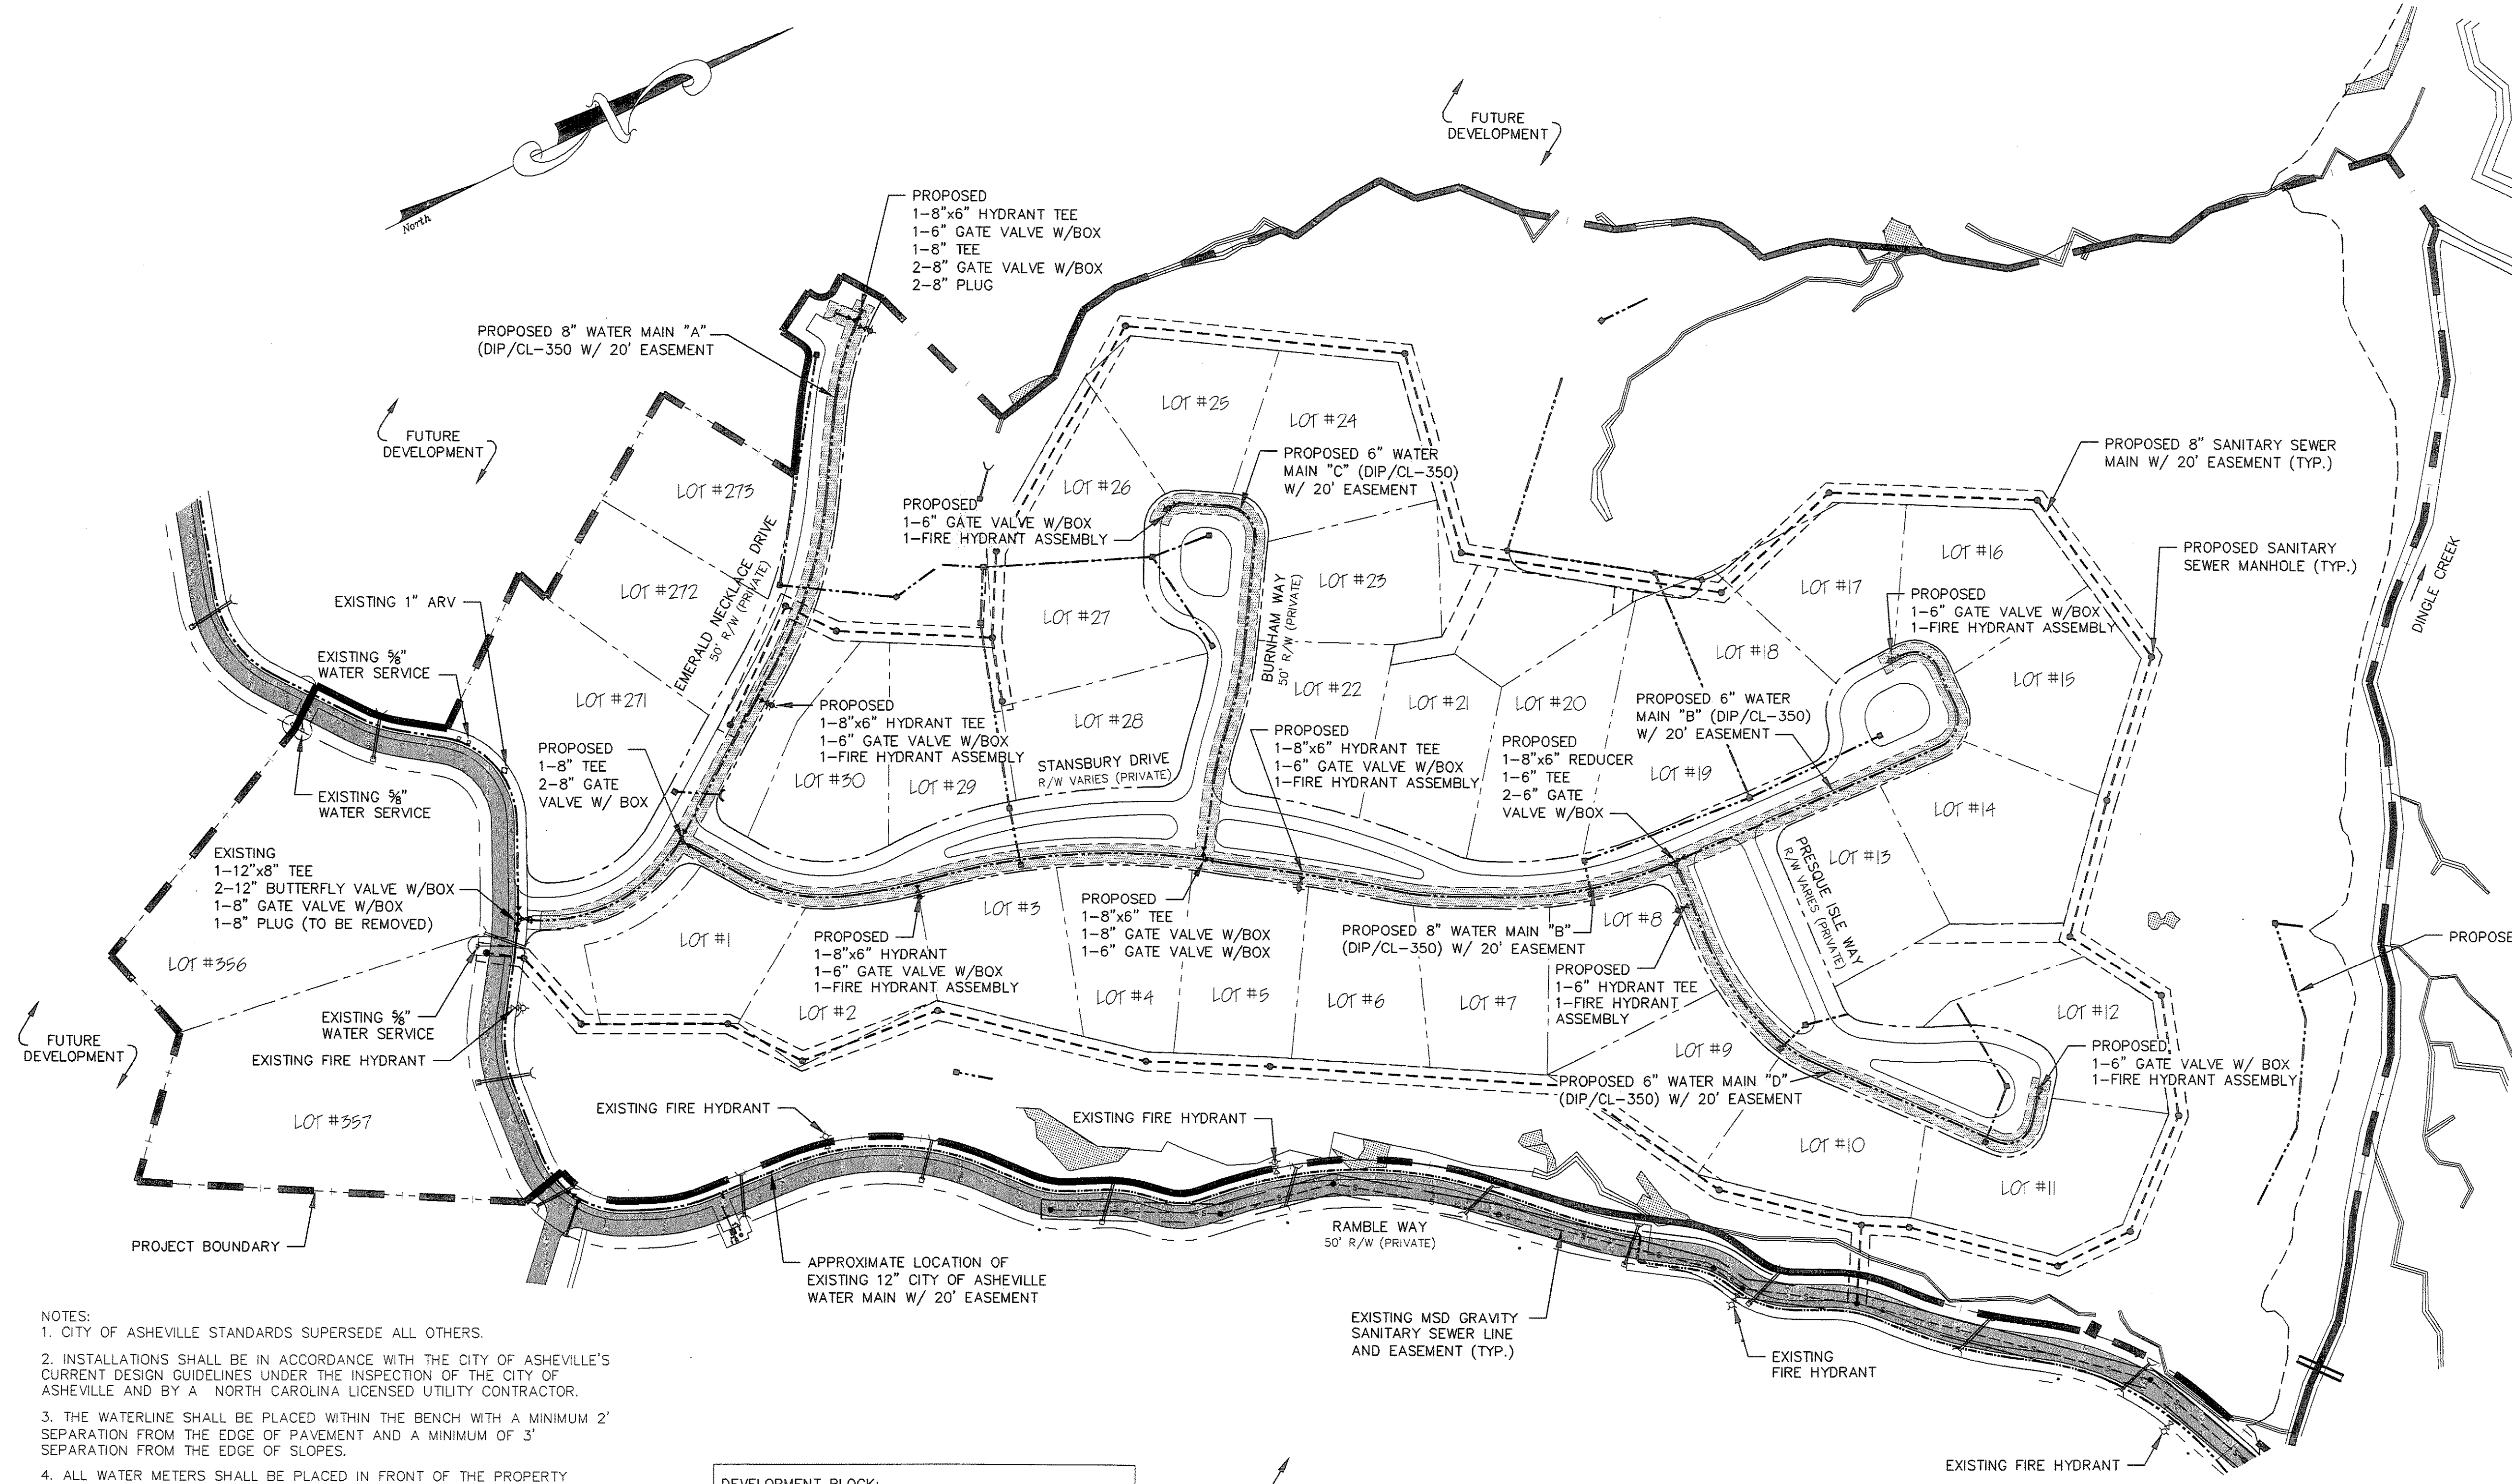 North
FUTURE
DEVELOPMENT
PROPOSED
1-8"x6" HYDRANT TEE
1-6" GATE VALVE W/BOX
1-8" TEE
2-8" GATE VALVE W/BOX
2-8" PLUG
PROPOSED 8" WATER MAIN "A"
(DIP/CL-350 W/ 20' EASEMENT
FUTURE
DEVELOPMENT
LOT #25
LOT #24
PROPOSED 8" SANITARY SEWER
MAIN W/ 20' EASEMENT (TYP.)
PROPOSED 6" WATER
MAIN "C" (DIP/CL-350)
W/ 20' EASEMENT
LOT #273
LOT #26
PROPOSED
1-6" GATE VALVE W/BOX
1-FIRE HYDRANT ASSEMBLY
EMERALD NECKLACE DRIVE
50' R/W (PRIVATE)
LOT #16
PROPOSED SANITARY
SEWER MANHOLE (TYP.)
DINGLE CREEK
LOT #272
LOT #27
BURNHAM WAY
50' R/W (PRIVATE)
LOT #23
LOT #17
PROPOSED
1-6" GATE VALVE W/BOX
1-FIRE HYDRANT ASSEMBLY
EXISTING 1" ARV
EXISTING 5/8"
WATER SERVICE
LOT #18
LOT #15
LOT #271
LOT #22
LOT #21
LOT #20
PROPOSED 6" WATER
MAIN "B" (DIP/CL-350)
W/ 20' EASEMENT
PROPOSED
1-8"x6" HYDRANT TEE
1-6" GATE VALVE W/BOX
1-FIRE HYDRANT ASSEMBLY
LOT #28
PROPOSED
1-8" TEE
2-8" GATE
VALVE W/ BOX
STANSBURY DRIVE
R/W VARIES (PRIVATE)
PROPOSED
1-8"x6" HYDRANT TEE
1-6" GATE VALVE W/BOX
1-FIRE HYDRANT ASSEMBLY
PROPOSED
1-8"x6" REDUCER
1-6" TEE
2-6" GATE
VALVE W/BOX
LOT #19
LOT #30
LOT #29
EXISTING 5/8"
WATER SERVICE
LOT #14
EXISTING
1-12"x8" TEE
2-12" BUTTERFLY VALVE W/BOX
1-8" GATE VALVE W/BOX
1-8" PLUG (TO BE REMOVED)
LOT #13
PRESQUE ISLE WAY
R/W VARIES (PRIVATE)
LOT #1
LOT #3
LOT #8
PROPOSED
1-8"x6" HYDRANT
1-6" GATE VALVE W/BOX
1-FIRE HYDRANT ASSEMBLY
PROPOSED
1-8"x6" TEE
1-8" GATE VALVE W/BOX
1-6" GATE VALVE W/BOX
PROPOSED 8" WATER MAIN "B"
(DIP/CL-350) W/ 20' EASEMENT
PROPOSE
LOT #356
PROPOSED
1-6" HYDRANT TEE
1-FIRE HYDRANT
ASSEMBLY
LOT #2
LOT #4
LOT #5
LOT #6
LOT #7
LOT #12
EXISTING 5/8"
WATER SERVICE
FUTURE
DEVELOPMENT
EXISTING FIRE HYDRANT
LOT #9
PROPOSED
1-6" GATE VALVE W/ BOX
1-FIRE HYDRANT ASSEMBLY
PROPOSED 6" WATER MAIN "D"
(DIP/CL-350) W/ 20' EASEMENT
LOT #357
EXISTING FIRE HYDRANT
EXISTING FIRE HYDRANT
LOT #10
LOT #11
PROJECT BOUNDARY
RAMBLE WAY
50' R/W (PRIVATE)
APPROXIMATE LOCATION OF
EXISTING 12" CITY OF ASHEVILLE
WATER MAIN W/ 20' EASEMENT
EXISTING MSD GRAVITY
SANITARY SEWER LINE
AND EASEMENT (TYP.)
EXISTING
FIRE HYDRANT
EXISTING FIRE HYDRANT
NOTES:
1. CITY OF ASHEVILLE STANDARDS SUPERSEDE ALL OTHERS.
2. INSTALLATIONS SHALL BE IN ACCORDANCE WITH THE CITY OF ASHEVILLE'S
CURRENT DESIGN GUIDELINES UNDER THE INSPECTION OF THE CITY OF
ASHEVILLE AND BY A NORTH CAROLINA LICENSED UTILITY CONTRACTOR.
3. THE WATERLINE SHALL BE PLACED WITHIN THE BENCH WITH A MINIMUM 2'
SEPARATION FROM THE EDGE OF PAVEMENT AND A MINIMUM OF 3'
SEPARATION FROM THE EDGE OF SLOPES.
4. ALL WATER METERS SHALL BE PLACED IN FRONT OF THE PROPERTY
DEVELOPMENT BLOCK: